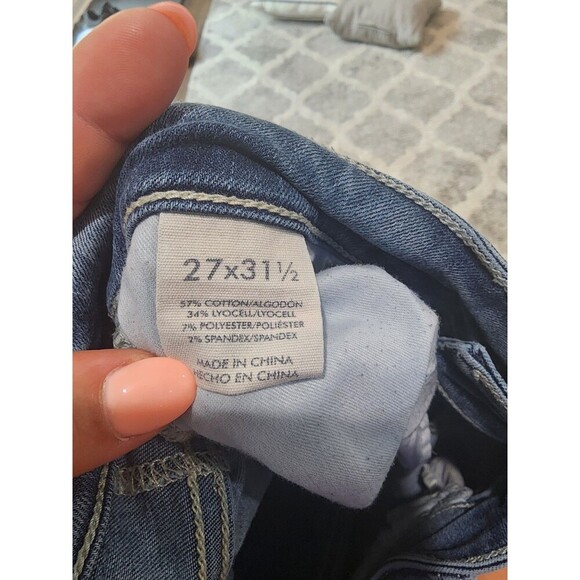 27x31½
57% COTTON/ALGODÓN
34% LYOCELL/LYOCELL
7% POLYESTER/POLIÉSTER
2% SPANDEX/SPANDEX
MADE IN CHINA
HECHO EN CHINA